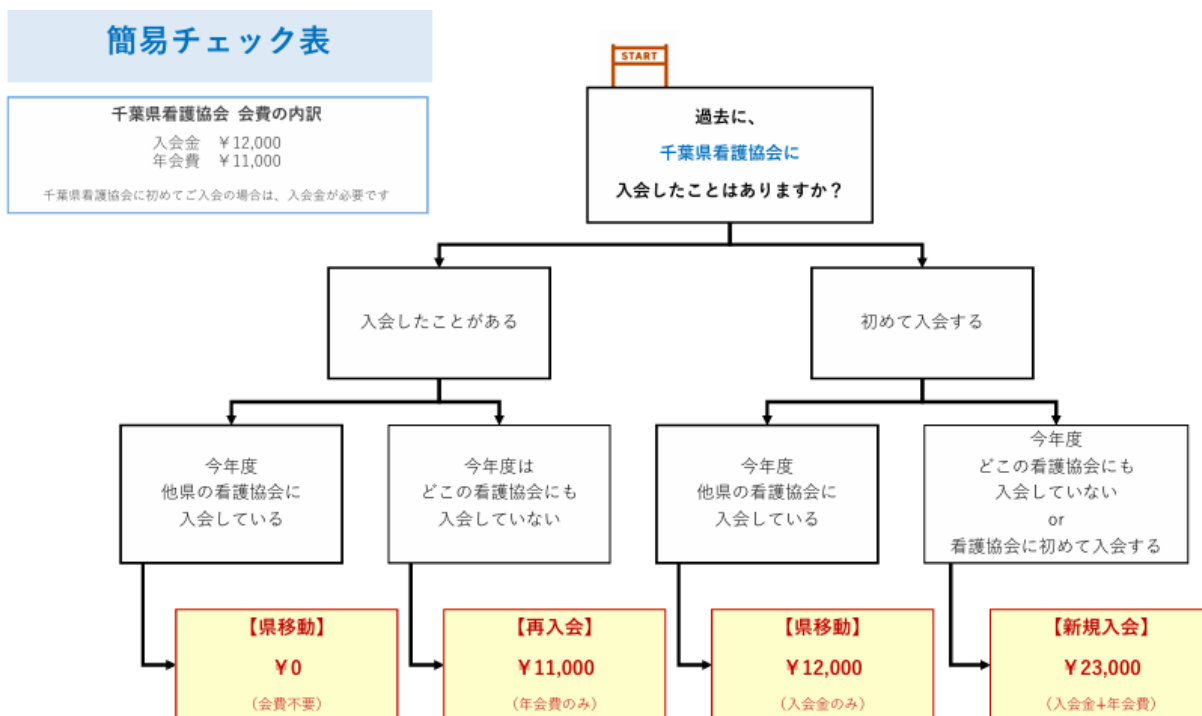 簡易チェック表
千葉県看護協会 会費の内訳
入会金 ¥12,000
年会費 ¥11,000
千葉県看護協会に初めてご入会の場合は、入会金が必要です
START
過去に、
千葉県看護協会に
入会したことはありますか？
入会したことがある
初めて入会する
今年度
他県の看護協会に
入会している
今年度は
どこの看護協会にも
入会していない
今年度
他県の看護協会に
入会している
今年度
どこの看護協会にも
入会していない
or
看護協会に初めて入会する
【県移動】
¥0
（会費不要）
【再入会】
¥11,000
（年会費のみ）
【県移動】
¥12,000
（入会金のみ）
【新規入会】
¥23,000
（入会金+年会費）